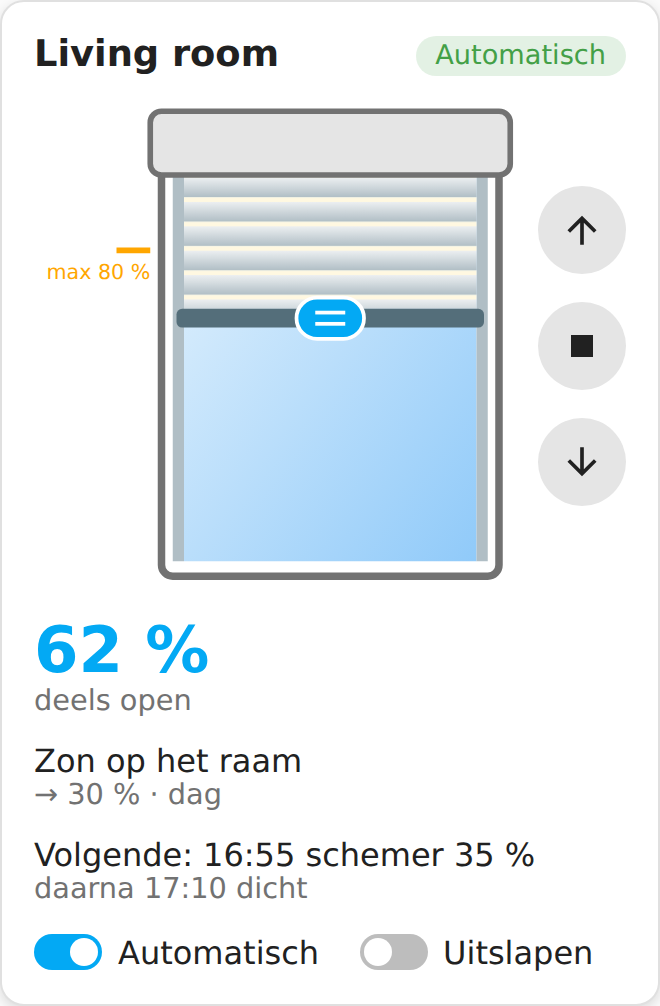 Living room
Automatisch
max 80 %
62 %
deels open
Zon op het raam
→ 30 % · dag
Volgende: 16:55 schemer 35 %
daarna 17:10 dicht
Automatisch
Uitslapen